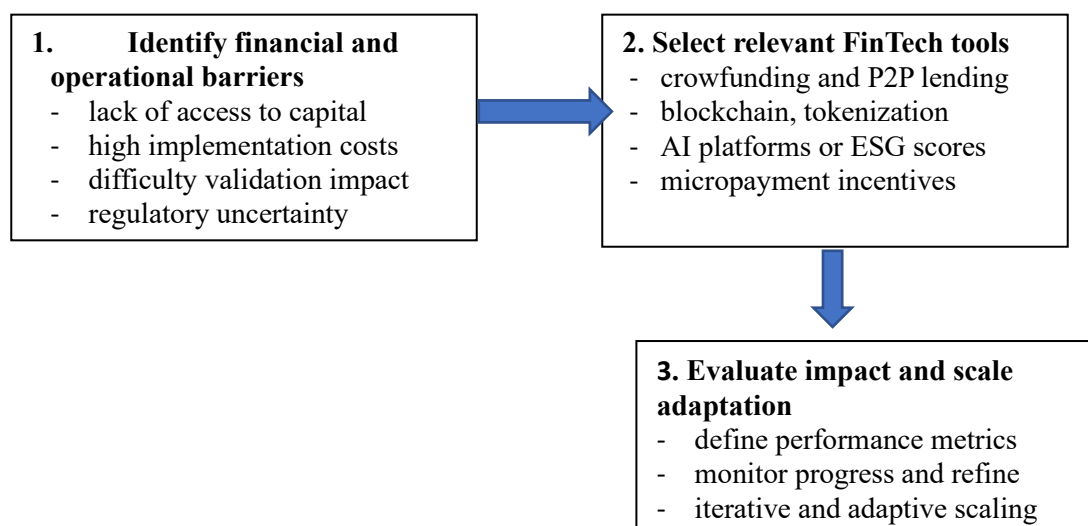 1. Identify financial and
operational barriers
- lack of access to capital
- high implementation costs
- difficulty validation impact
- regulatory uncertainty
2. Select relevant FinTech tools
- crowfunding and P2P lending
- blockchain, tokenization
- AI platforms or ESG scores
- micropayment incentives
3. Evaluate impact and scale
adaptation
- define performance metrics
- monitor progress and refine
- iterative and adaptive scaling